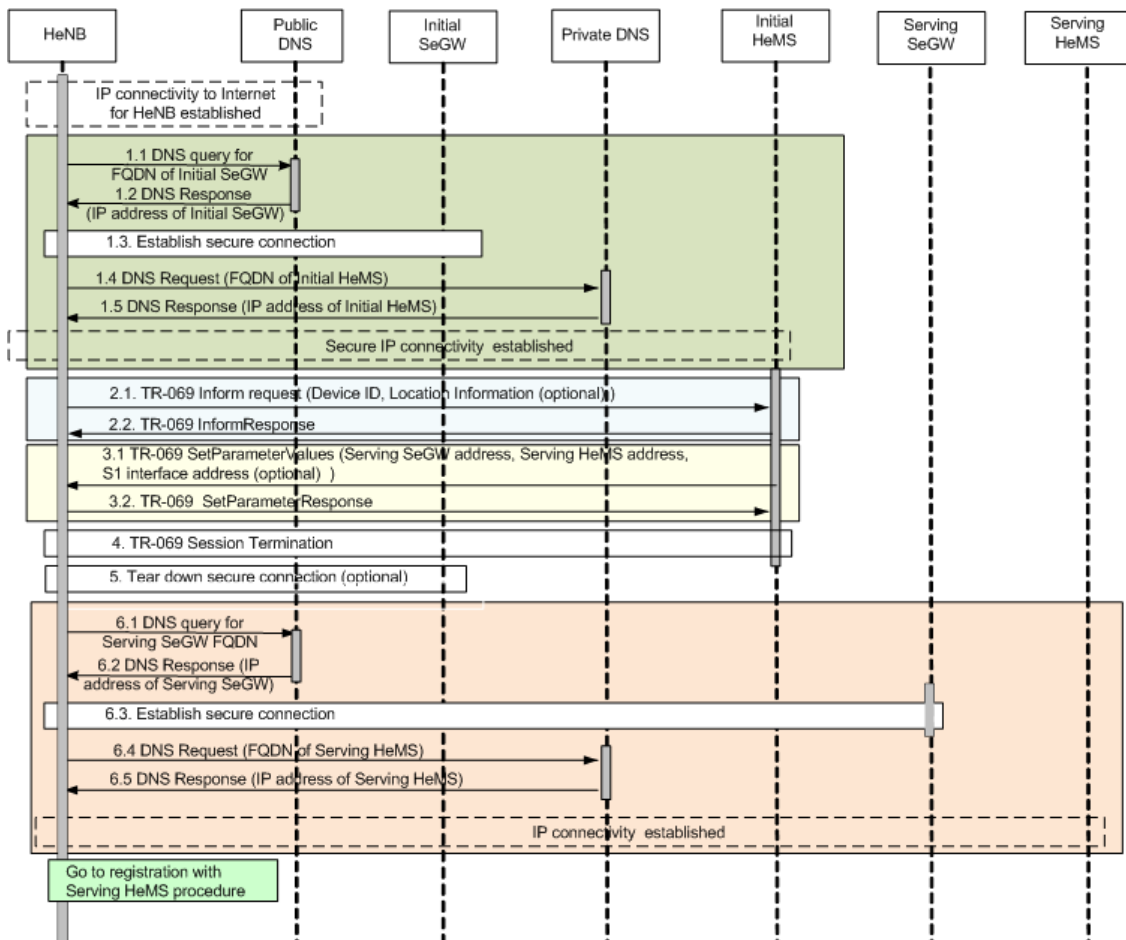 HeNB
Public
DNS
Initial
SeGW
Private DNS
Initial
HeMS
Serving
SeGW
Serving
HeMS
IP connectivity to Internet
for HeNB established
1.1 DNS query for
FQDN of Initial SeGW
1.2 DNS Response
(IP address of Initial SeGW)
1.3. Establish secure connection
1.4 DNS Request (FQDN of Initial HeMS)
1.5 DNS Response (IP address of Initial HeMS)
Secure IP connectivity established
2.1. TR-069 Inform request (Device ID, Location Information (optional) )
2.2. TR-069 InformResponse
3.1 TR-069 SetParameterValues (Serving SeGW address, Serving HeMS address,
S1 interface address (optional) )
3.2. TR-069 SetParameterResponse
4. TR-069 Session Termination
5. Tear down secure connection (optional)
6.1 DNS query for
Serving SeGW FQDN
6.2 DNS Response (IP
address of Serving SeGW)
6.3. Establish secure connection
6.4 DNS Request (FQDN of Serving HeMS)
6.5 DNS Response (IP address of Serving HeMS)
IP connectivity established
Go to registration with
Serving HeMS procedure